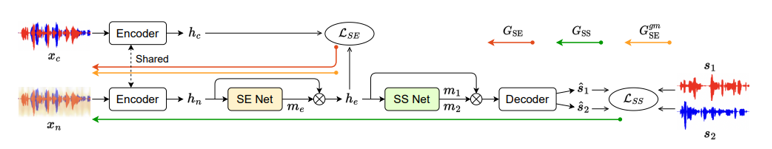 Encoder
h_c
L_SE
G_SE
G_SS
G_SE^gm
x_c
Shared
s_1
Encoder
h_n
SE Net
m_e
h_e
SS Net
m_1
m_2
Decoder
ŝ_1
ŝ_2
L_SS
x_n
s_2